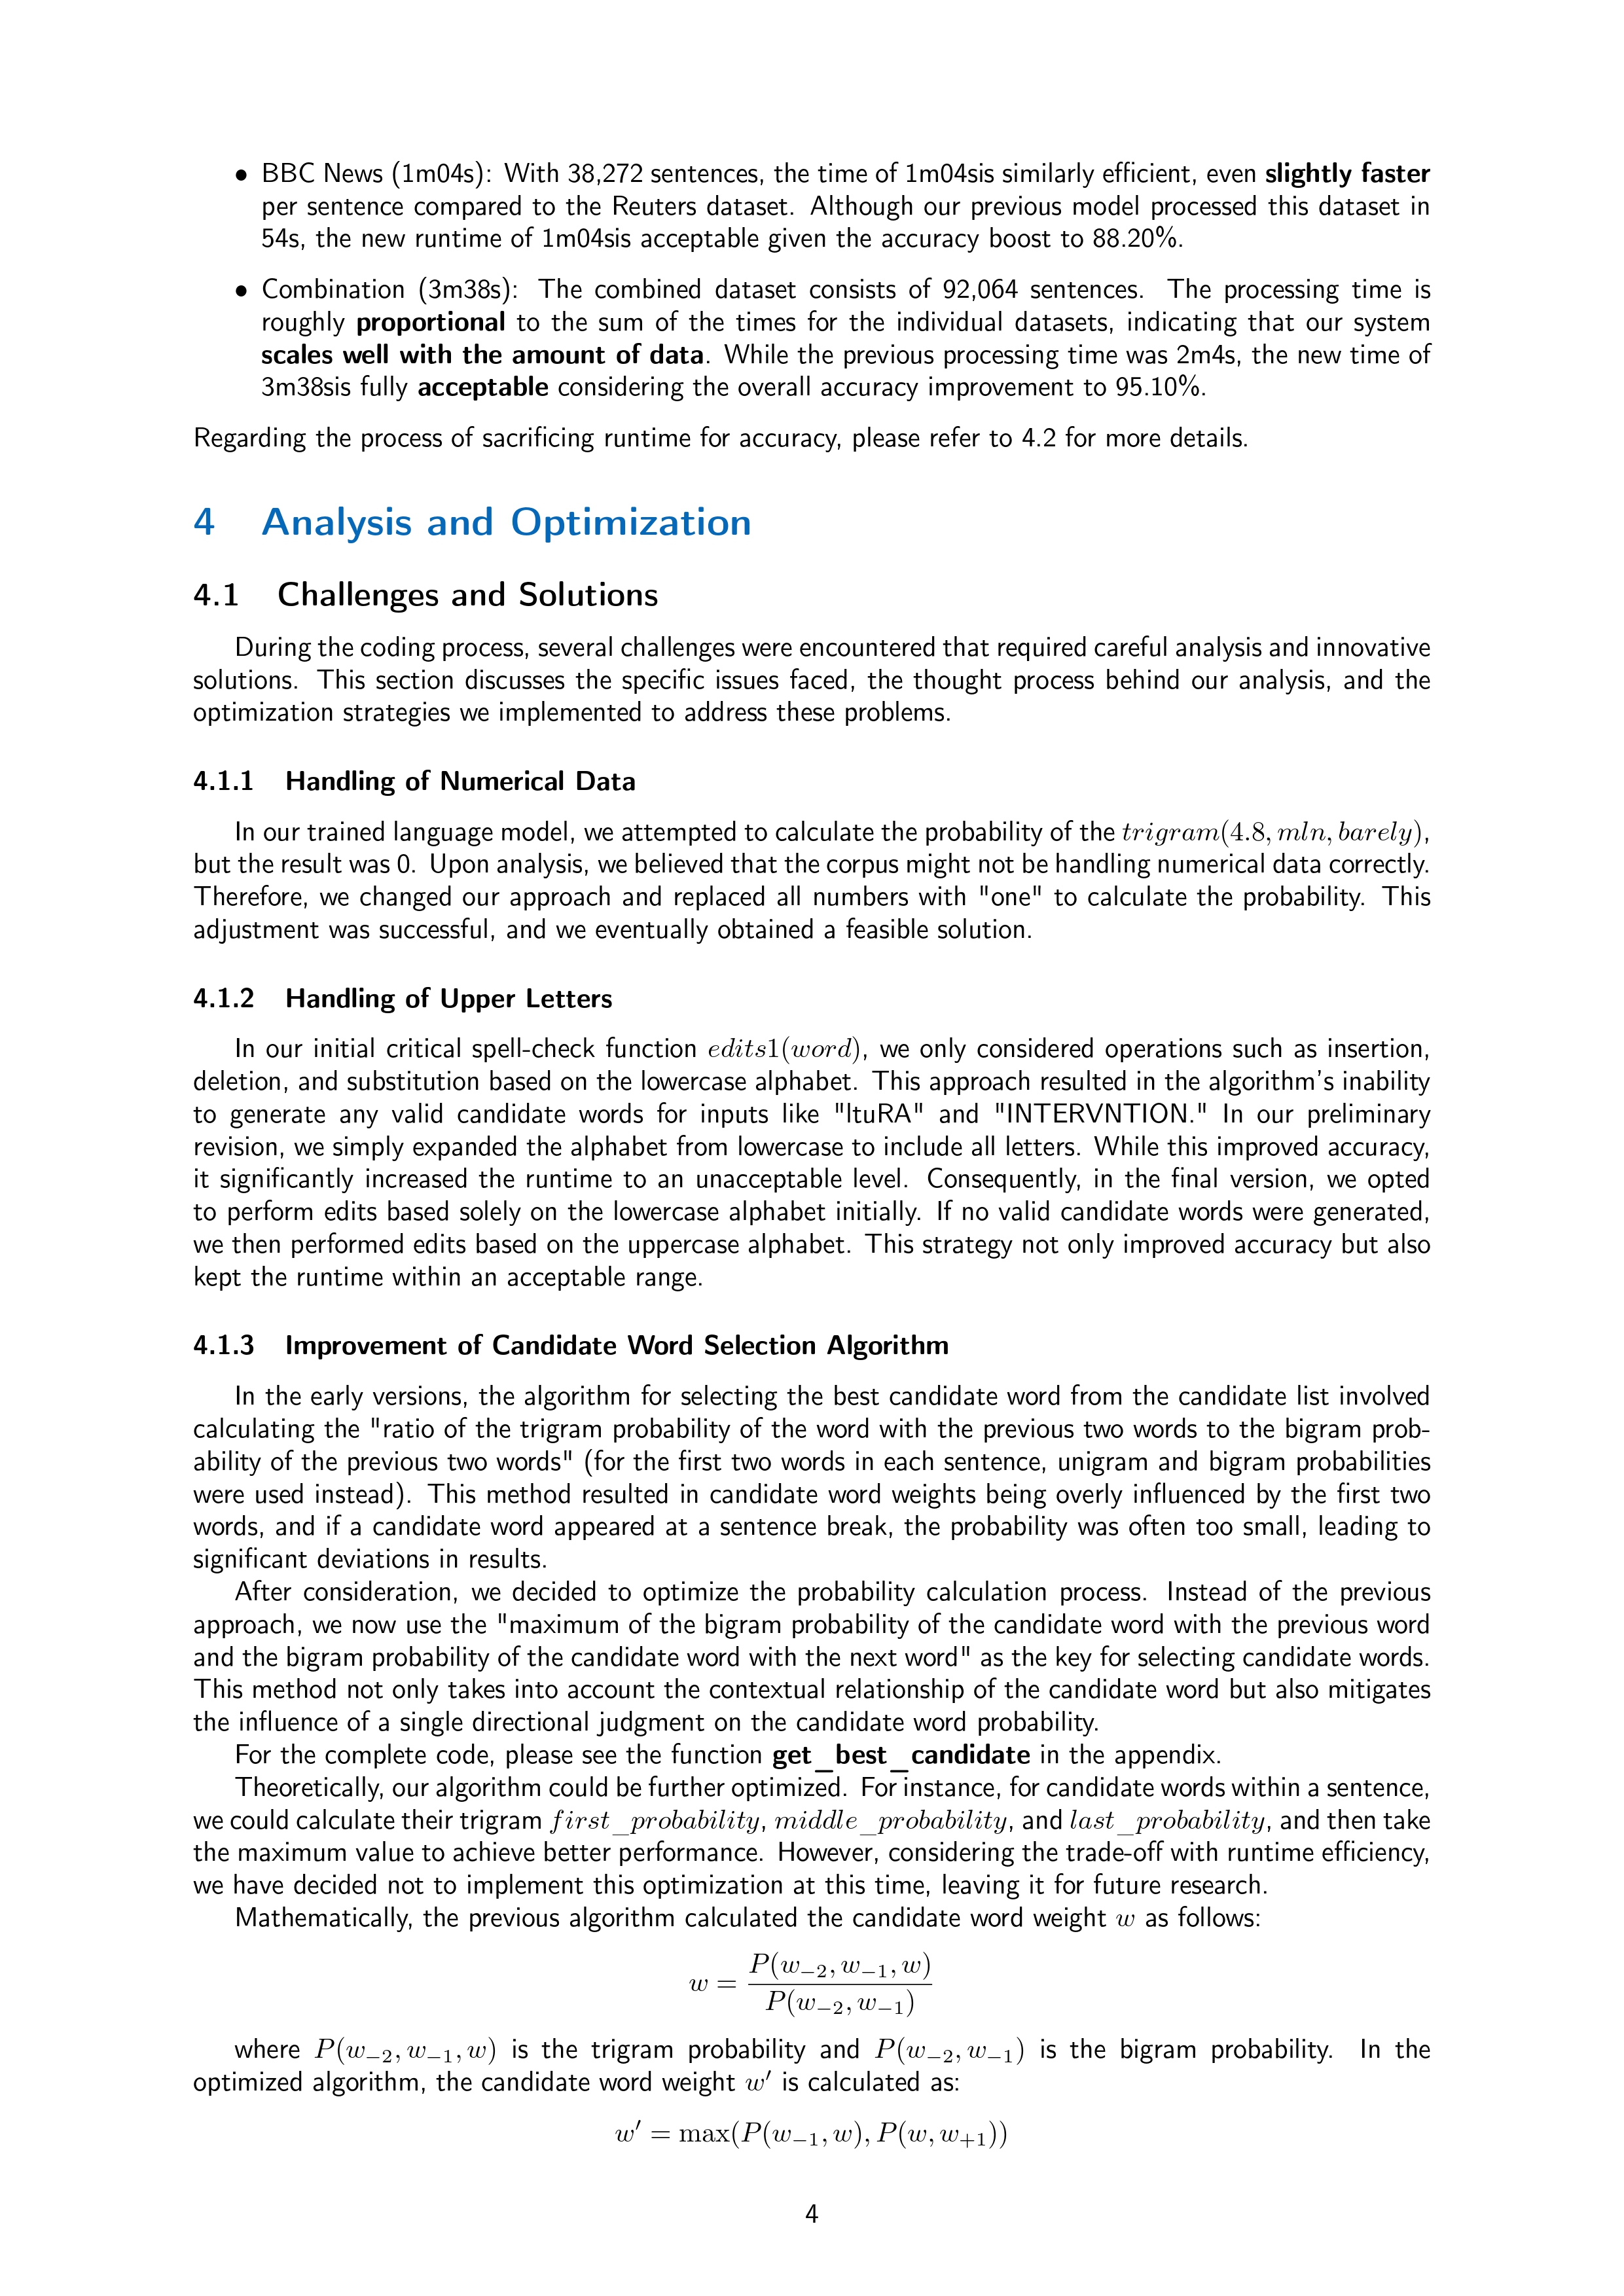 • BBC News (1m04s): With 38,272 sentences, the time of 1m04sis similarly efficient, even slightly faster
per sentence compared to the Reuters dataset. Although our previous model processed this dataset in
54s, the new runtime of 1m04sis acceptable given the accuracy boost to 88.20%.
• Combination (3m38s): The combined dataset consists of 92,064 sentences. The processing time is
roughly proportional to the sum of the times for the individual datasets, indicating that our system
scales well with the amount of data. While the previous processing time was 2m4s, the new time of
3m38sis fully acceptable considering the overall accuracy improvement to 95.10%.
Regarding the process of sacrificing runtime for accuracy, please refer to 4.2 for more details.
4 Analysis and Optimization
4.1 Challenges and Solutions
During the coding process, several challenges were encountered that required careful analysis and innovative
solutions. This section discusses the specific issues faced, the thought process behind our analysis, and the
optimization strategies we implemented to address these problems.
4.1.1 Handling of Numerical Data
In our trained language model, we attempted to calculate the probability of the trigram(4.8, mln, barely),
but the result was 0. Upon analysis, we believed that the corpus might not be handling numerical data correctly.
Therefore, we changed our approach and replaced all numbers with "one" to calculate the probability. This
adjustment was successful, and we eventually obtained a feasible solution.
4.1.2 Handling of Upper Letters
In our initial critical spell-check function edits1(word), we only considered operations such as insertion,
deletion, and substitution based on the lowercase alphabet. This approach resulted in the algorithm's inability
to generate any valid candidate words for inputs like "ltuRA" and "INTERVNTION." In our preliminary
revision, we simply expanded the alphabet from lowercase to include all letters. While this improved accuracy,
it significantly increased the runtime to an unacceptable level. Consequently, in the final version, we opted
to perform edits based solely on the lowercase alphabet initially. If no valid candidate words were generated,
we then performed edits based on the uppercase alphabet. This strategy not only improved accuracy but also
kept the runtime within an acceptable range.
4.1.3 Improvement of Candidate Word Selection Algorithm
In the early versions, the algorithm for selecting the best candidate word from the candidate list involved
calculating the "ratio of the trigram probability of the word with the previous two words to the bigram prob-
ability of the previous two words" (for the first two words in each sentence, unigram and bigram probabilities
were used instead). This method resulted in candidate word weights being overly influenced by the first two
words, and if a candidate word appeared at a sentence break, the probability was often too small, leading to
significant deviations in results.
After consideration, we decided to optimize the probability calculation process. Instead of the previous
approach, we now use the "maximum of the bigram probability of the candidate word with the previous word
and the bigram probability of the candidate word with the next word" as the key for selecting candidate words.
This method not only takes into account the contextual relationship of the candidate word but also mitigates
the influence of a single directional judgment on the candidate word probability.
For the complete code, please see the function get_best_candidate in the appendix.
Theoretically, our algorithm could be further optimized. For instance, for candidate words within a sentence,
we could calculate their trigram first_probability, middle_probability, and last_probability, and then take
the maximum value to achieve better performance. However, considering the trade-off with runtime efficiency,
we have decided not to implement this optimization at this time, leaving it for future research.
Mathematically, the previous algorithm calculated the candidate word weight w as follows:
w = P(w₋₂, w₋₁, w) / P(w₋₂, w₋₁)
where P(w₋₂, w₋₁, w) is the trigram probability and P(w₋₂, w₋₁) is the bigram probability. In the
optimized algorithm, the candidate word weight w′ is calculated as:
w′ = max(P(w₋₁, w), P(w, w₊₁))
4